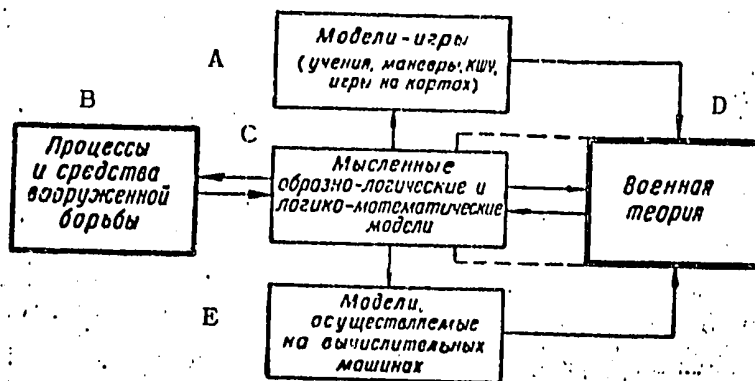 A
Модели-игры
(учения, маневры, КШУ,
игры на картах)
B
Процессы
и средства
вооруженной
борьбы
C
Мысленные
образно-логические и
логико-математические
модели
D
Военная
теория
E
Модели,
осуществляемые
на вычислительных
машинах